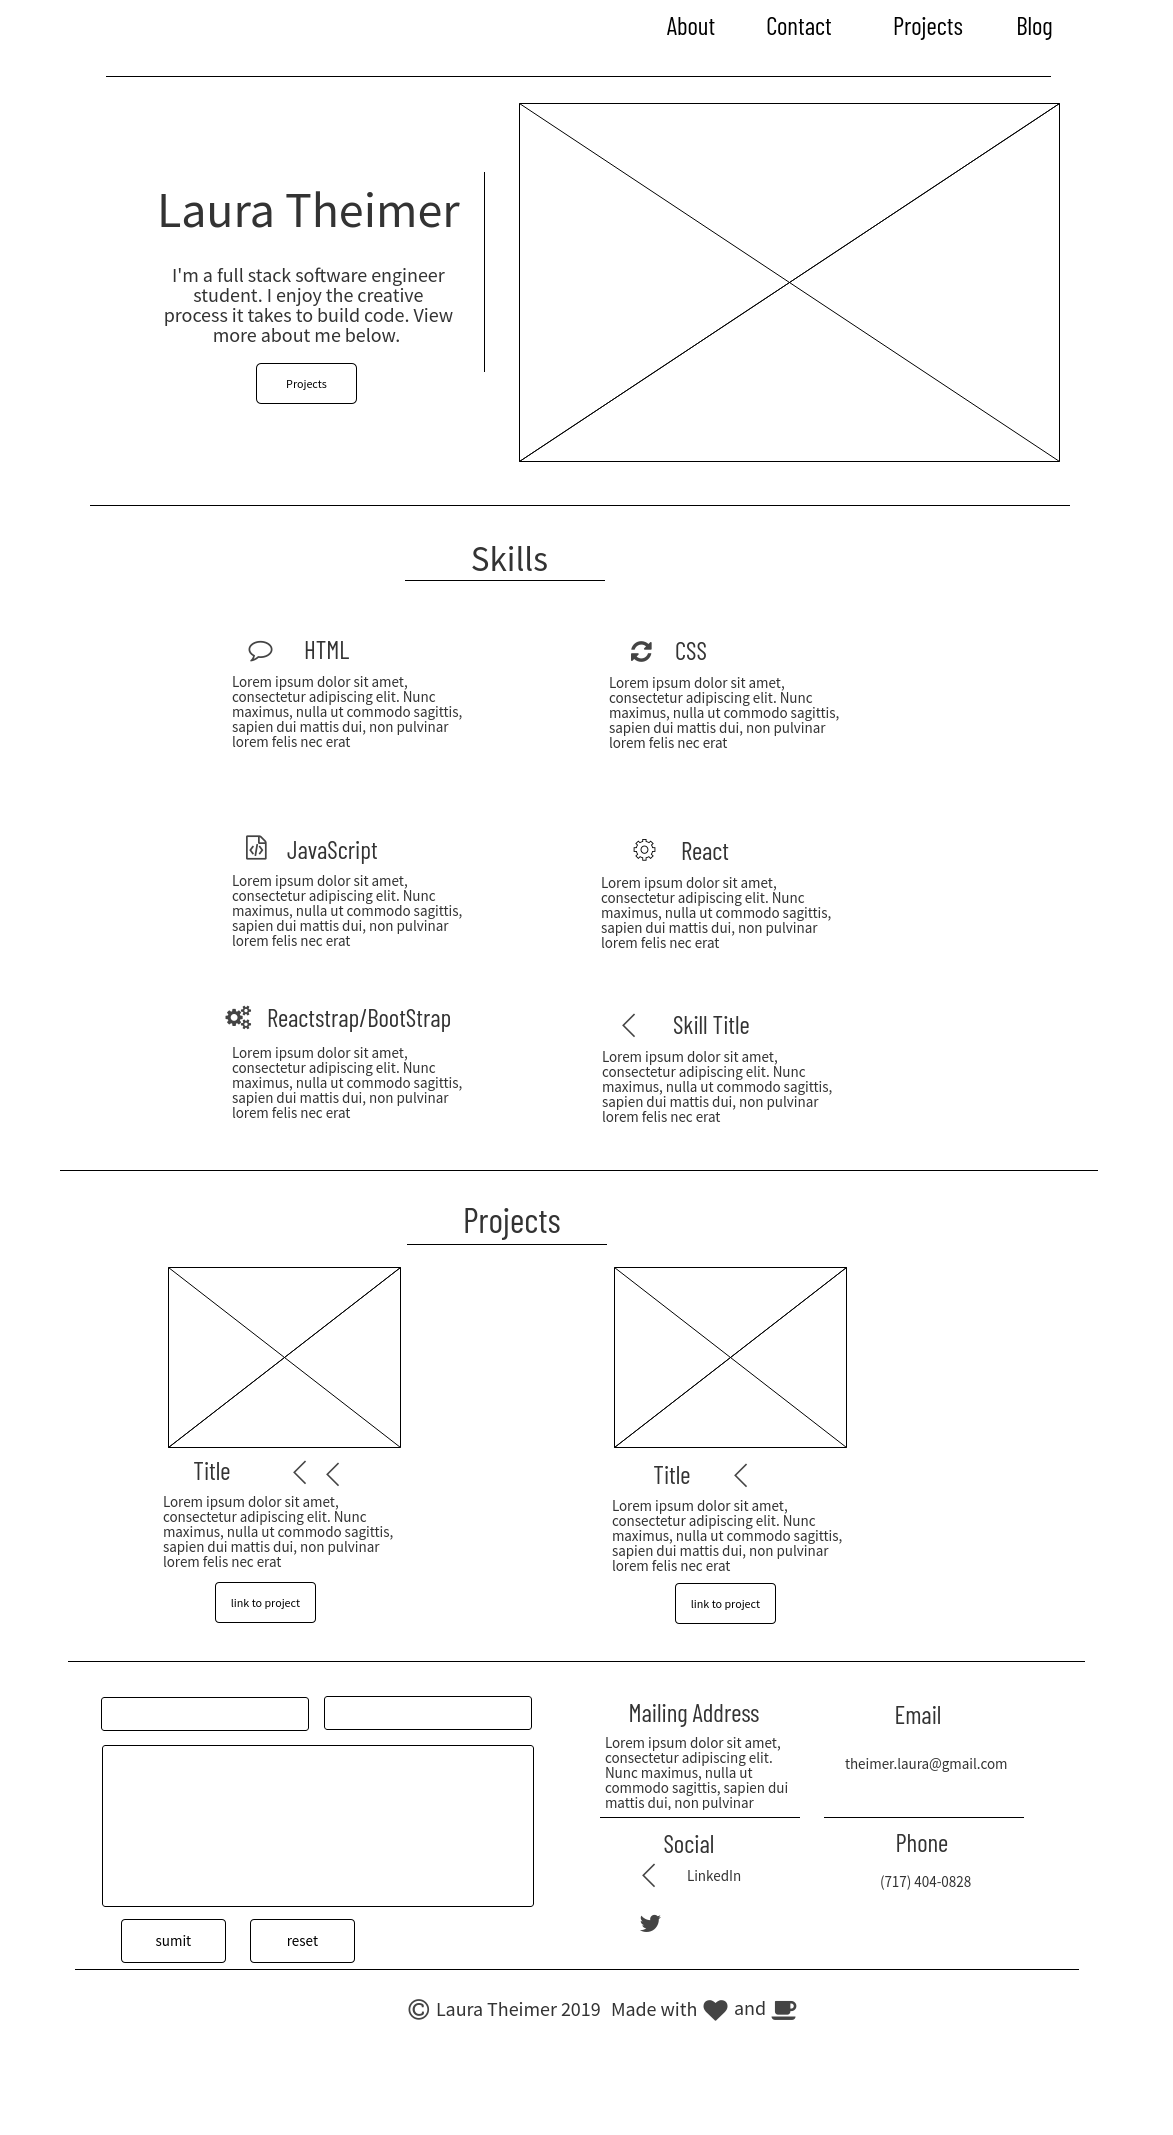 About Contact Projects Blog
Laura Theimer
I'm a full stack software engineer
student. I enjoy the creative
process it takes to build code. View
more about me below.
Projects
Skills
HTML
Lorem ipsum dolor sit amet,
consectetur adipiscing elit. Nunc
maximus, nulla ut commodo sagittis,
sapien dui mattis dui, non pulvinar
lorem felis nec erat
CSS
Lorem ipsum dolor sit amet,
consectetur adipiscing elit. Nunc
maximus, nulla ut commodo sagittis,
sapien dui mattis dui, non pulvinar
lorem felis nec erat
JavaScript
Lorem ipsum dolor sit amet,
consectetur adipiscing elit. Nunc
maximus, nulla ut commodo sagittis,
sapien dui mattis dui, non pulvinar
lorem felis nec erat
React
Lorem ipsum dolor sit amet,
consectetur adipiscing elit. Nunc
maximus, nulla ut commodo sagittis,
sapien dui mattis dui, non pulvinar
lorem felis nec erat
Reactstrap/BootStrap
Lorem ipsum dolor sit amet,
consectetur adipiscing elit. Nunc
maximus, nulla ut commodo sagittis,
sapien dui mattis dui, non pulvinar
lorem felis nec erat
Skill Title
Lorem ipsum dolor sit amet,
consectetur adipiscing elit. Nunc
maximus, nulla ut commodo sagittis,
sapien dui mattis dui, non pulvinar
lorem felis nec erat
Projects
Title
Lorem ipsum dolor sit amet,
consectetur adipiscing elit. Nunc
maximus, nulla ut commodo sagittis,
sapien dui mattis dui, non pulvinar
lorem felis nec erat
link to project
Title
Lorem ipsum dolor sit amet,
consectetur adipiscing elit. Nunc
maximus, nulla ut commodo sagittis,
sapien dui mattis dui, non pulvinar
lorem felis nec erat
link to project
sumit
reset
Mailing Address
Lorem ipsum dolor sit amet,
consectetur adipiscing elit.
Nunc maximus, nulla ut
commodo sagittis, sapien dui
mattis dui, non pulvinar
Email
theimer.laura@gmail.com
Social
LinkedIn
Phone
(717) 404-0828
© Laura Theimer 2019 Made with and